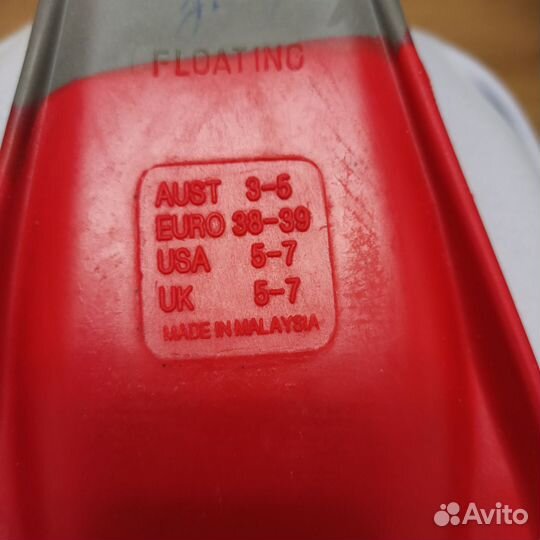 FLOATING
AUST 3-5
EURO 38-39
USA 5-7
UK 5-7
MADE IN MALAYSIA
Avito